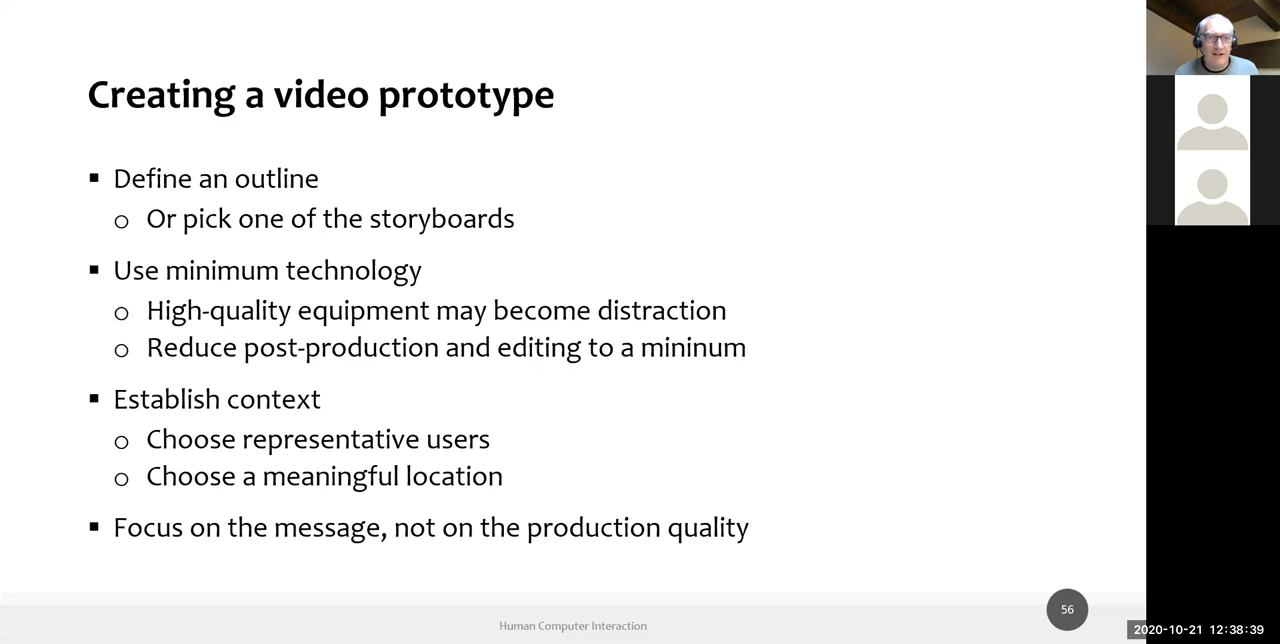 Creating a video prototype
▪ Define an outline
o Or pick one of the storyboards
▪ Use minimum technology
o High-quality equipment may become distraction
o Reduce post-production and editing to a mininum
▪ Establish context
o Choose representative users
o Choose a meaningful location
▪ Focus on the message, not on the production quality
56
Human Computer Interaction
2020-10-21 12:38:39